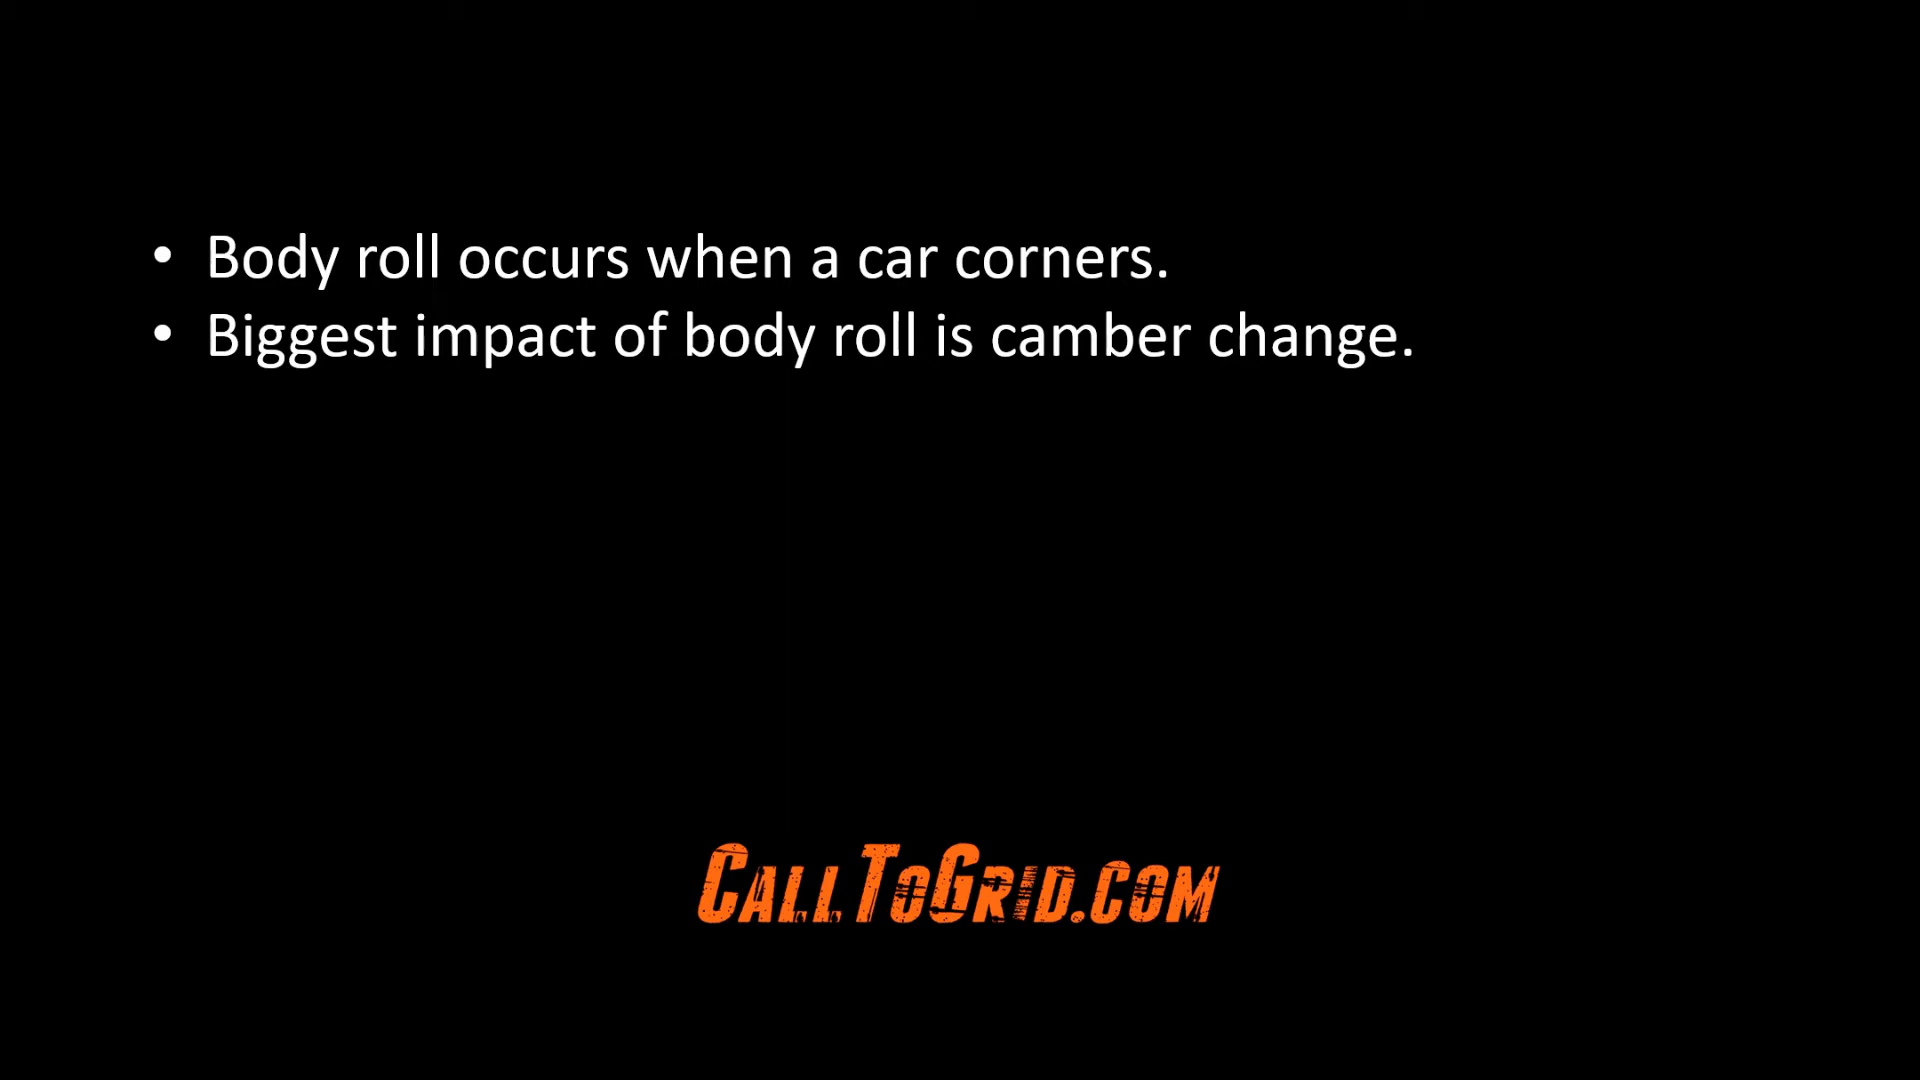 • Body roll occurs when a car corners.
• Biggest impact of body roll is camber change.
CallToGrid.com